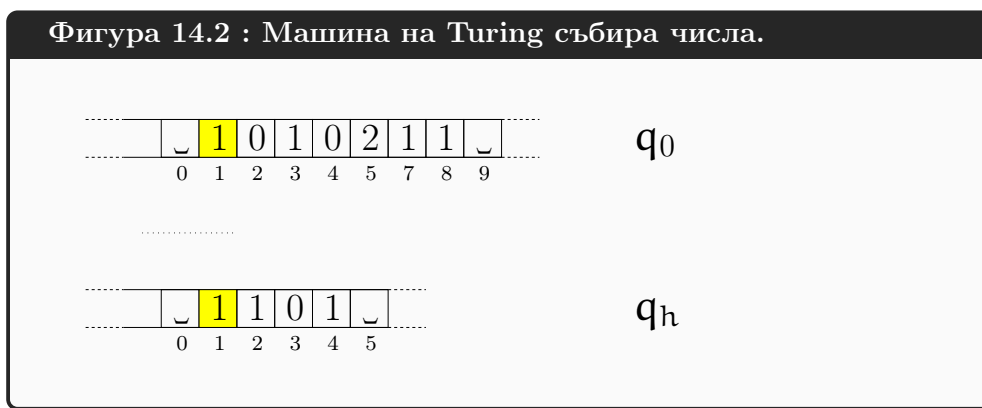 Фигура 14.2 : Машина на Turing събира числа.
␣ 1 0 1 0 2 1 1 ␣ q₀
0 1 2 3 4 5 7 8 9
␣ 1 1 0 1 ␣ qₕ
0 1 2 3 4 5